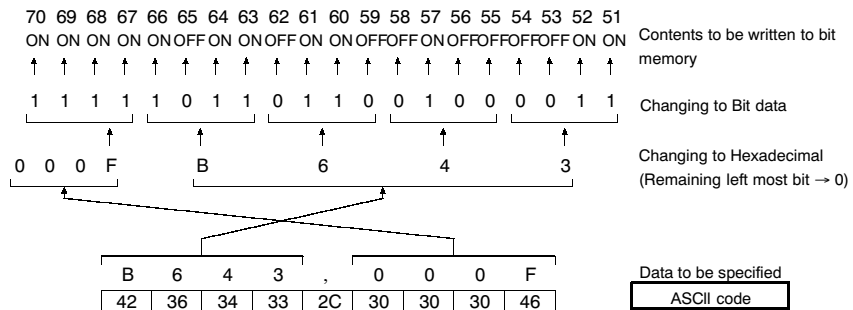 70 69 68 67 66 65 64 63 62 61 60 59 58 57 56 55 54 53 52 51
ON ON ON ON ON OFF ON ON OFF ON ON OFF OFF ON OFF OFF OFF OFF ON ON
Contents to be written to bit
memory
1 1 1 1 1 0 1 1 0 1 1 0 0 1 0 0 0 0 1 1
Changing to Bit data
0 0 0 F B 6 4 3
Changing to Hexadecimal
(Remaining left most bit → 0)
B 6 4 3 , 0 0 0 F
Data to be specified
42 36 34 33 2C 30 30 30 46
ASCII code